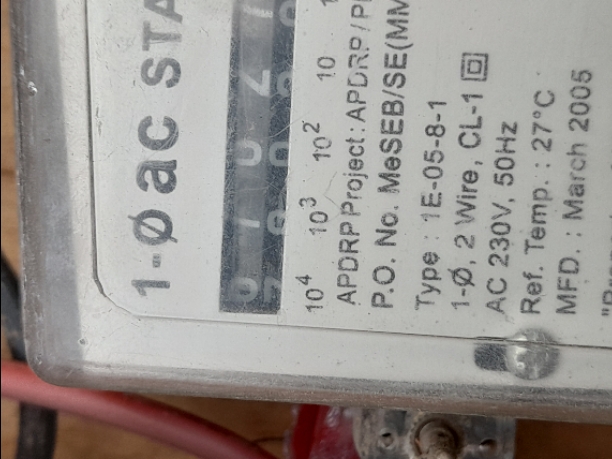 1-Ø ac STA
10⁴ 10³ 10² 10 1
APDRP Project : APDRP / P
P.O. No. MeSEB/SE(MM
Type : 1E-05-8-1
1-Ø, 2 Wire, CL-1
AC 230V, 50Hz
Ref. Temp. : 27°C
MFD. : March 2005